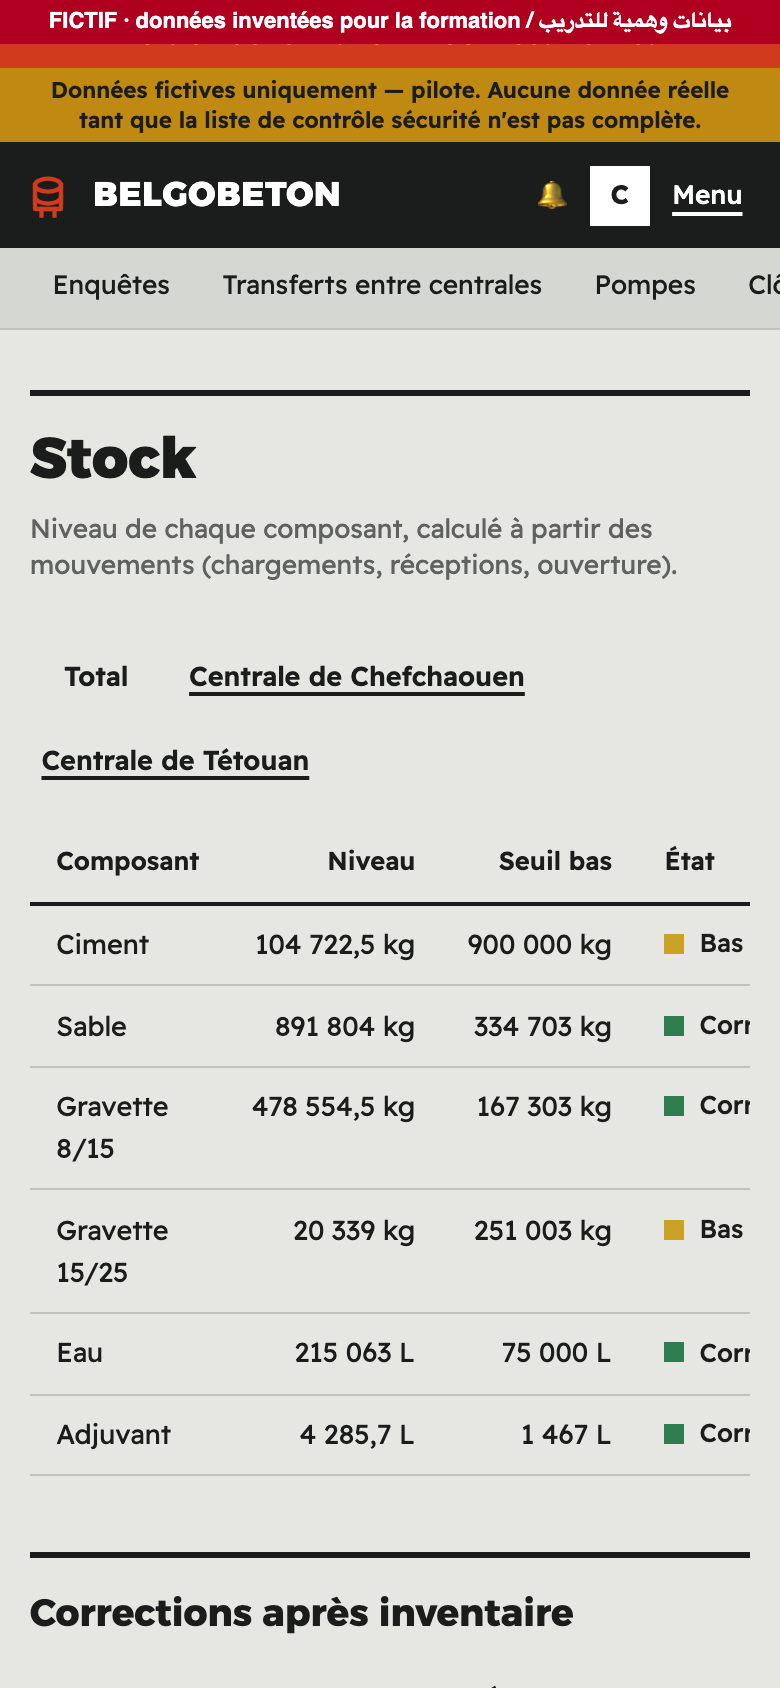 FICTIF · données inventées pour la formation / بيانات وهمية للتدريب
Données fictives uniquement — pilote. Aucune donnée réelle
tant que la liste de contrôle sécurité n'est pas complète.
BELGOBETON C Menu
Enquêtes Transferts entre centrales Pompes Clô
Stock
Niveau de chaque composant, calculé à partir des
mouvements (chargements, réceptions, ouverture).
Total Centrale de Chefchaouen
Centrale de Tétouan
Composant Niveau Seuil bas État
Ciment 104 722,5 kg 900 000 kg Bas
Sable 891 804 kg 334 703 kg Corr
Gravette 478 554,5 kg 167 303 kg Corr
8/15
Gravette 20 339 kg 251 003 kg Bas
15/25
Eau 215 063 L 75 000 L Corr
Adjuvant 4 285,7 L 1 467 L Corr
Corrections après inventaire